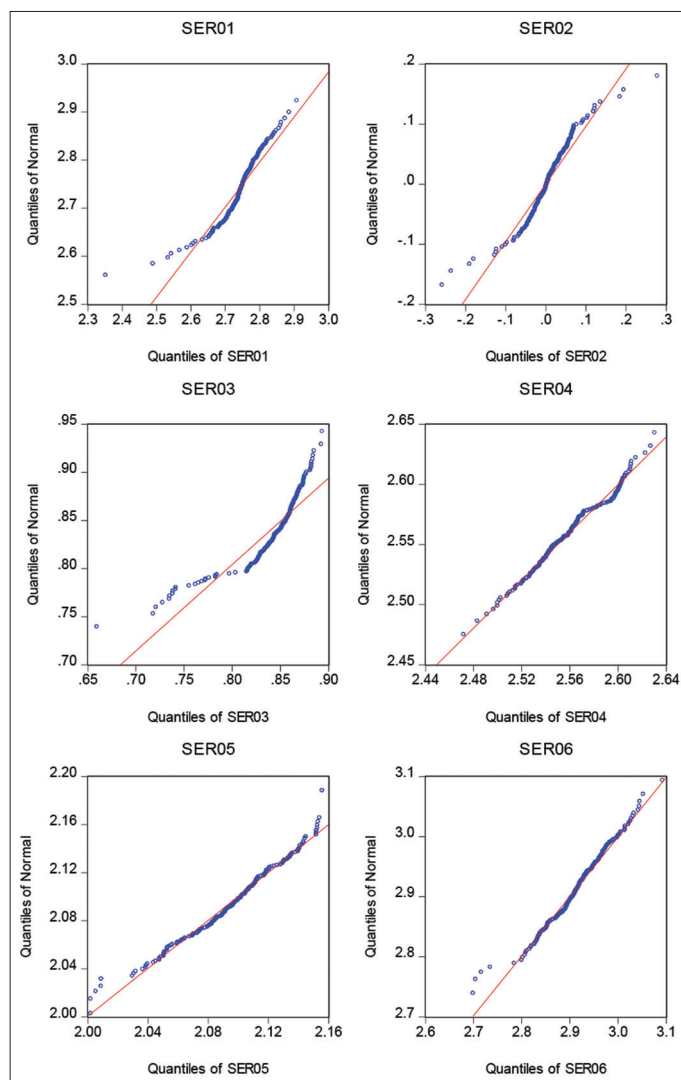 SER01
SER02
3.0
2.9
2.8
2.7
2.6
2.5
2.3 2.4 2.5 2.6 2.7 2.8 2.9 3.0
Quantiles of Normal
Quantiles of SER01
.2
.1
.0
-.1
-.2
-.3 -.2 -.1 .0 .1 .2 .3
Quantiles of Normal
Quantiles of SER02
SER03
SER04
.95
.90
.85
.80
.75
.70
.65 .70 .75 .80 .85 .90
Quantiles of Normal
Quantiles of SER03
2.65
2.60
2.55
2.50
2.45
2.44 2.48 2.52 2.56 2.60 2.64
Quantiles of Normal
Quantiles of SER04
SER05
SER06
2.20
2.16
2.12
2.08
2.04
2.00
2.00 2.04 2.08 2.12 2.16
Quantiles of Normal
Quantiles of SER05
3.1
3.0
2.9
2.8
2.7
2.6 2.7 2.8 2.9 3.0 3.1
Quantiles of Normal
Quantiles of SER06